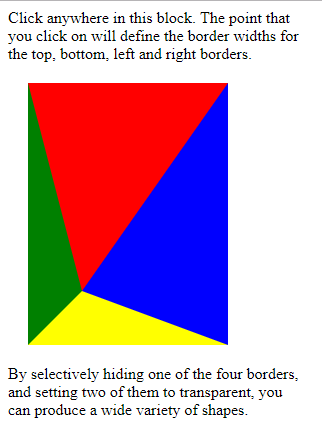 Click anywhere in this block. The point that
you click on will define the border widths for
the top, bottom, left and right borders.
By selectively hiding one of the four borders,
and setting two of them to transparent, you
can produce a wide variety of shapes.